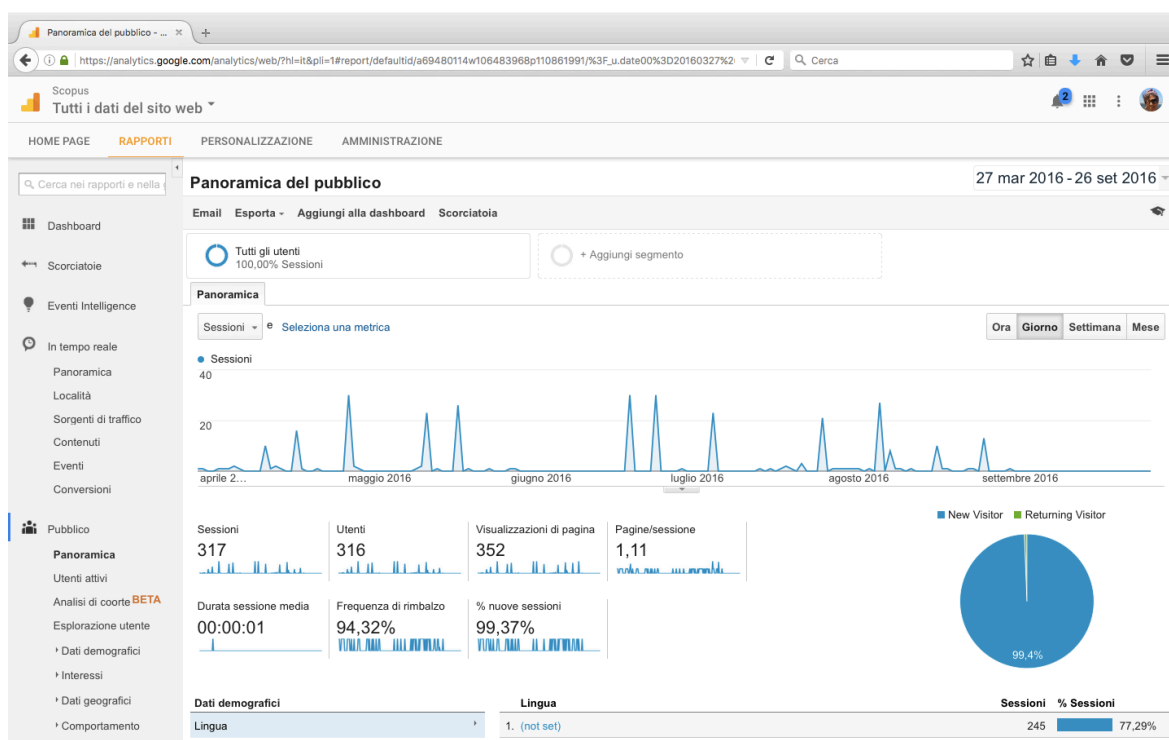 Panoramica del pubblico - ...
https://analytics.google.com/analytics/web/?hl=it&pli=1#report/defaultid/a69480114w106483968p110861991/%3F_u.date00%3D20160327%2
Cerca
Scopus
Tutti i dati del sito web
2
HOME PAGE RAPPORTI PERSONALIZZAZIONE AMMINISTRAZIONE
Cerca nei rapporti e nella
Panoramica del pubblico
27 mar 2016 - 26 set 2016
Email Esporta Aggiungi alla dashboard Scorciatoia
Dashboard
Scorciatoie
Eventi Intelligence
In tempo reale
Panoramica
Località
Sorgenti di traffico
Contenuti
Eventi
Conversioni
Pubblico
Panoramica
Utenti attivi
Analisi di coorte BETA
Esplorazione utente
Dati demografici
Interessi
Dati geografici
Comportamento
Tutti gli utenti
100,00% Sessioni
+ Aggiungi segmento
Panoramica
Sessioni e Seleziona una metrica
Ora Giorno Settimana Mese
Sessioni
40
20
aprile 2... maggio 2016 giugno 2016 luglio 2016 agosto 2016 settembre 2016
New Visitor Returning Visitor
Sessioni
317
Utenti
316
Visualizzazioni di pagina
352
Pagine/sessione
1,11
Durata sessione media
00:00:01
Frequenza di rimbalzo
94,32%
% nuove sessioni
99,37%
99,4%
Dati demografici
Lingua
Lingua Sessioni % Sessioni
1. (not set) 245 77,29%